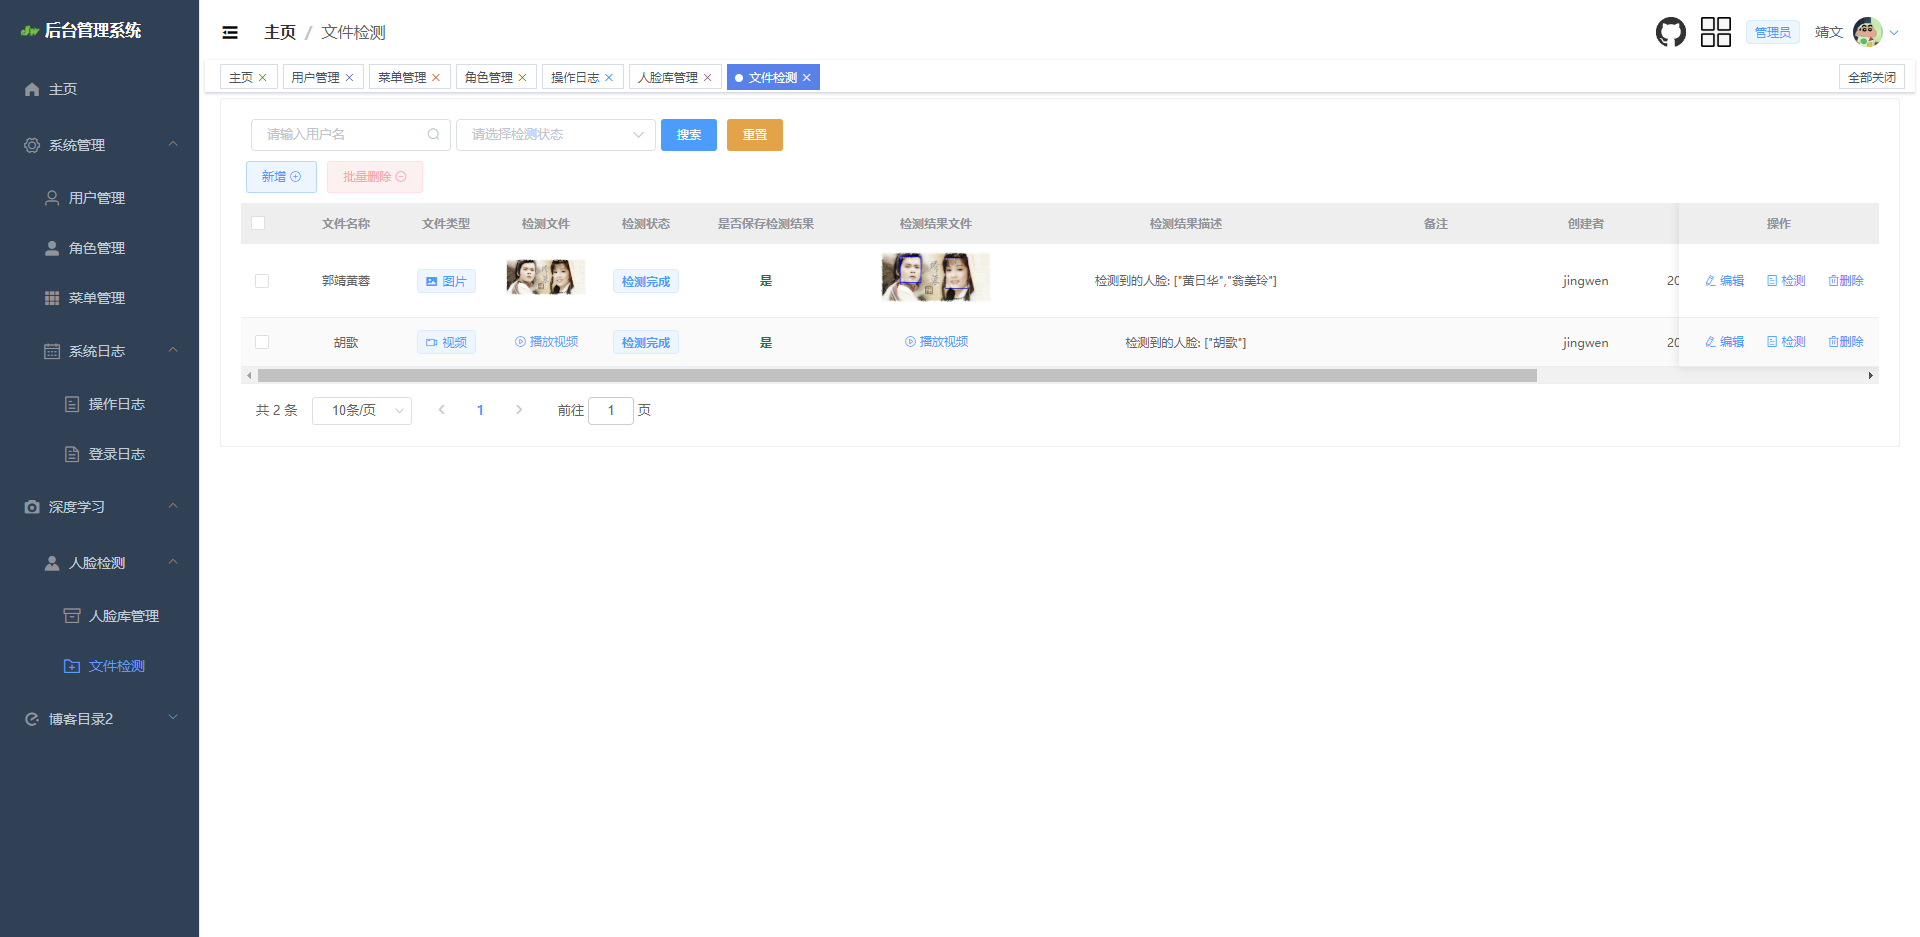 后台管理系统
主页
系统管理
用户管理
角色管理
菜单管理
系统日志
操作日志
登录日志
深度学习
人脸检测
人脸库管理
文件检测
博客目录2
主页 / 文件检测
管理员 靖文
主页 用户管理 菜单管理 角色管理 操作日志 人脸库管理 文件检测 全部关闭
请输入用户名 请选择检测状态 搜索 重置
新增 批量删除
文件名称 文件类型 检测文件 检测状态 是否保存检测结果 检测结果文件 检测结果描述 备注 创建者 操作
郭靖黄蓉 图片 检测完成 是 检测到的人脸: ["黄日华","翁美玲"] jingwen 20 编辑 检测 删除
胡歌 视频 播放视频 检测完成 是 播放视频 检测到的人脸: ["胡歌"] jingwen 20 编辑 检测 删除
共 2 条 10条/页 1 前往 1 页